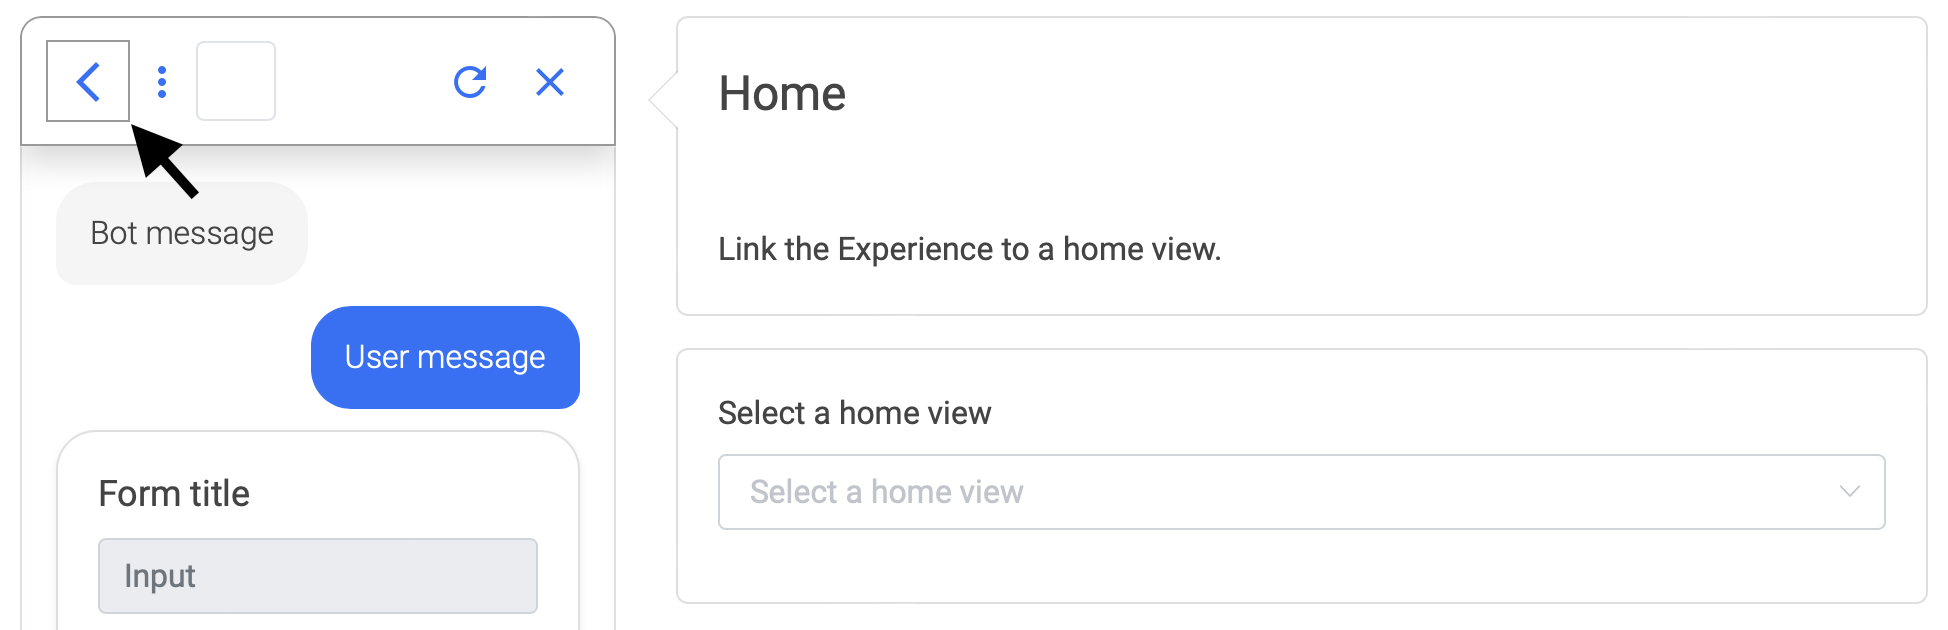 Bot message
User message
Form title
Input
Home
Link the Experience to a home view.
Select a home view
Select a home view